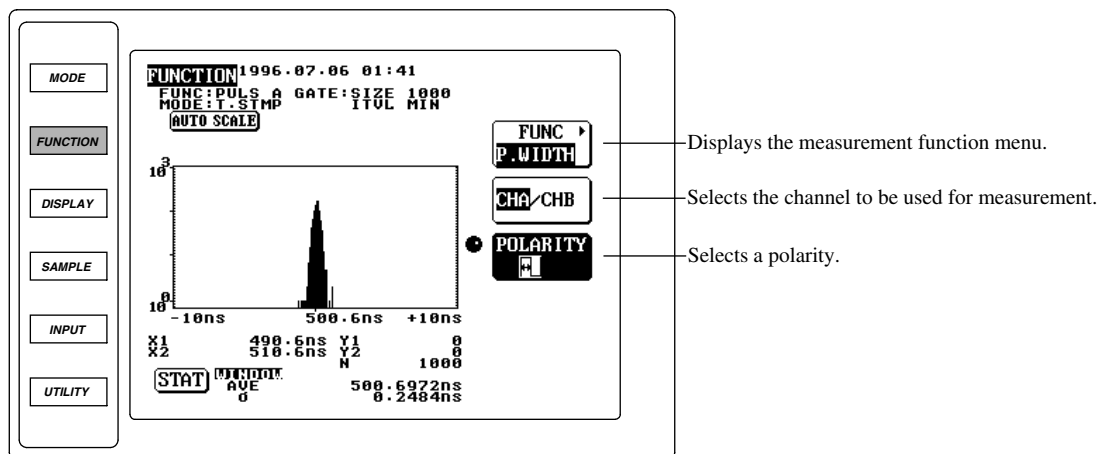 MODE
FUNCTION
DISPLAY
SAMPLE
INPUT
UTILITY
FUNCTION 1996.07.06 01:41
FUNC:PULS A GATE:SIZE 1000
MODE:T.STMP ITVL MIN
AUTO SCALE
10³
10⁰
-10ns 500.6ns +10ns
X1 490.6ns Y1 0
X2 510.6ns Y2 0
N 1000
STAT WINDOW
AVE 500.6972ns
σ 0.2484ns
FUNC
P.WIDTH
CHA/CHB
POLARITY
Displays the measurement function menu.
Selects the channel to be used for measurement.
Selects a polarity.